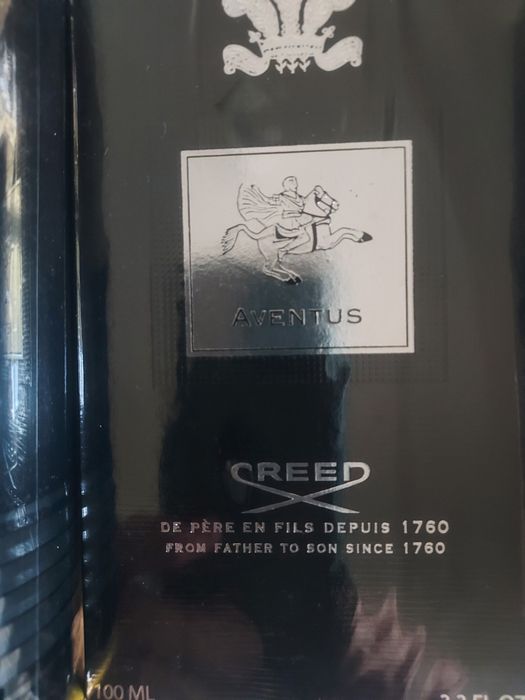 AVENTUS
CREED
DE PÈRE EN FILS DEPUIS 1760
FROM FATHER TO SON SINCE 1760
100 ML